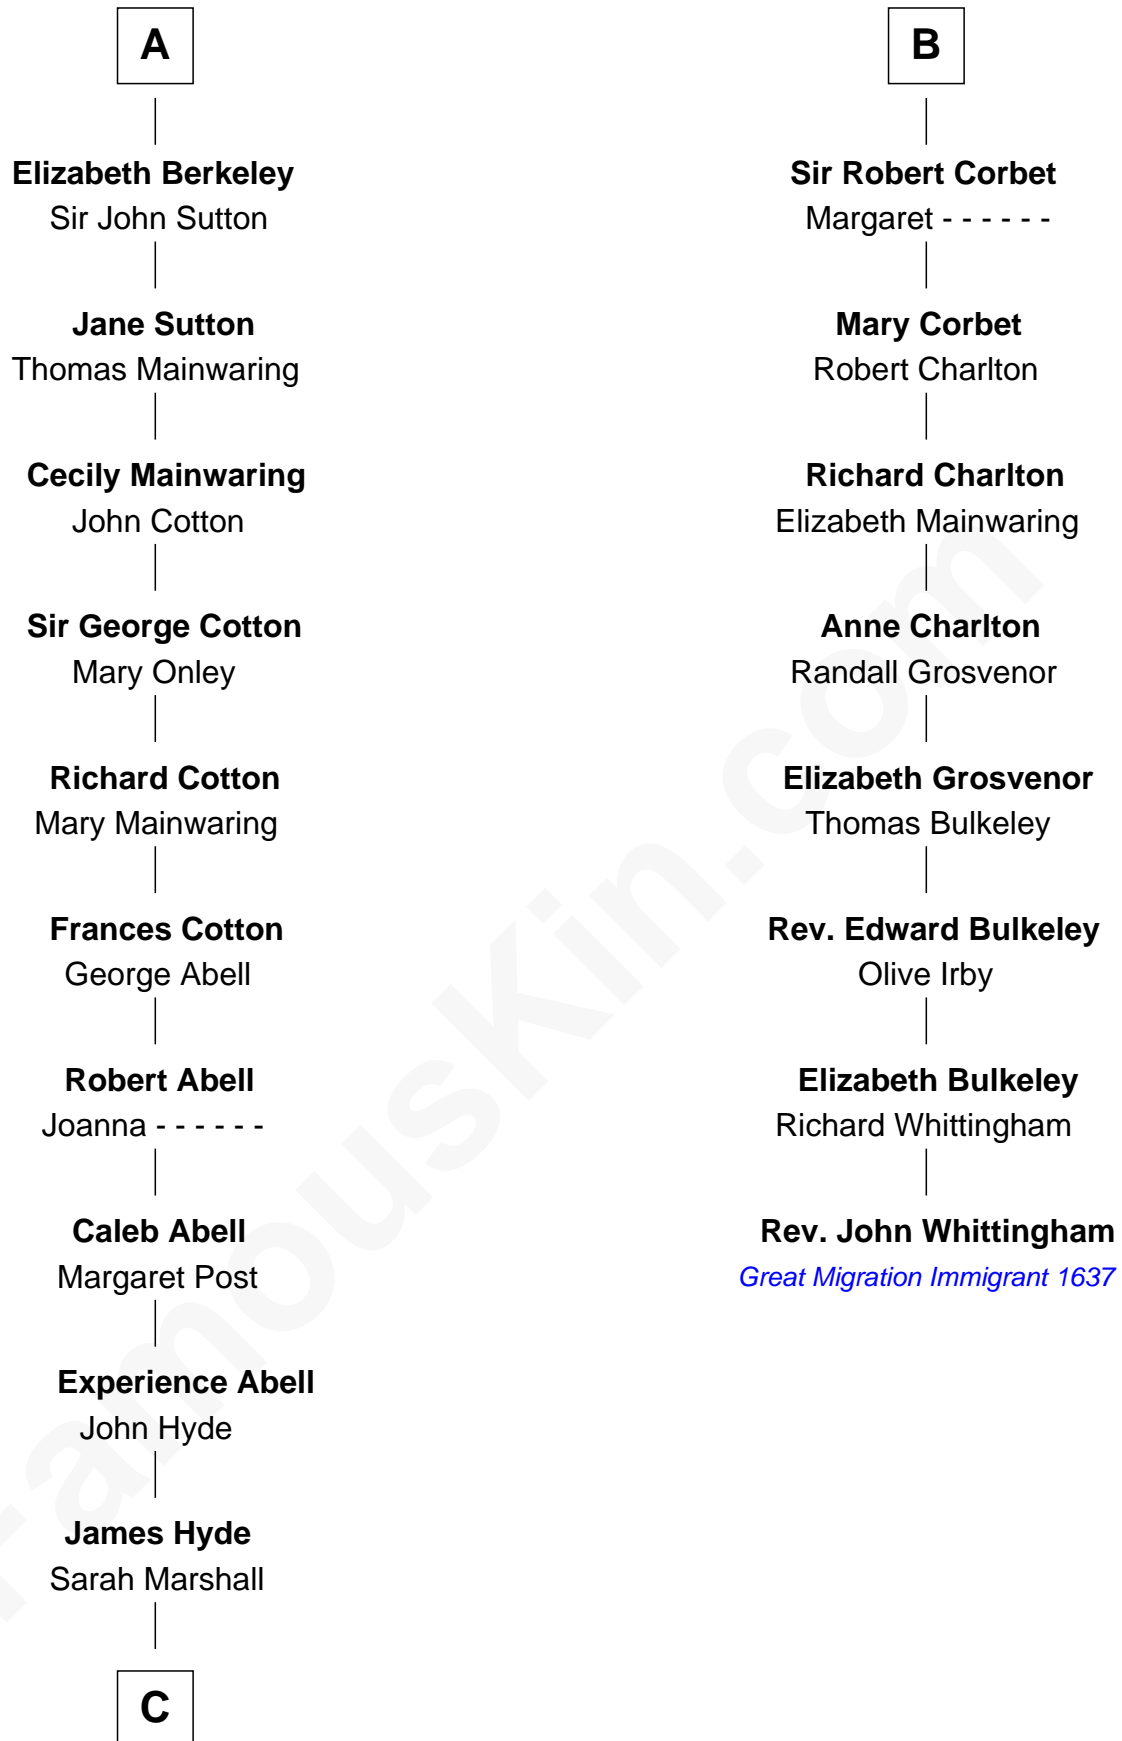 A
Elizabeth Berkeley
Sir John Sutton
Jane Sutton
Thomas Mainwaring
Cecily Mainwaring
John Cotton
Sir George Cotton
Mary Onley
Richard Cotton
Mary Mainwaring
Frances Cotton
George Abell
Robert Abell
Joanna - - - - - -
Caleb Abell
Margaret Post
Experience Abell
John Hyde
James Hyde
Sarah Marshall
C
B
Sir Robert Corbet
Margaret - - - - - -
Mary Corbet
Robert Charlton
Richard Charlton
Elizabeth Mainwaring
Anne Charlton
Randall Grosvenor
Elizabeth Grosvenor
Thomas Bulkeley
Rev. Edward Bulkeley
Olive Irby
Elizabeth Bulkeley
Richard Whittingham
Rev. John Whittingham
Great Migration Immigrant 1637
FamousKin.com